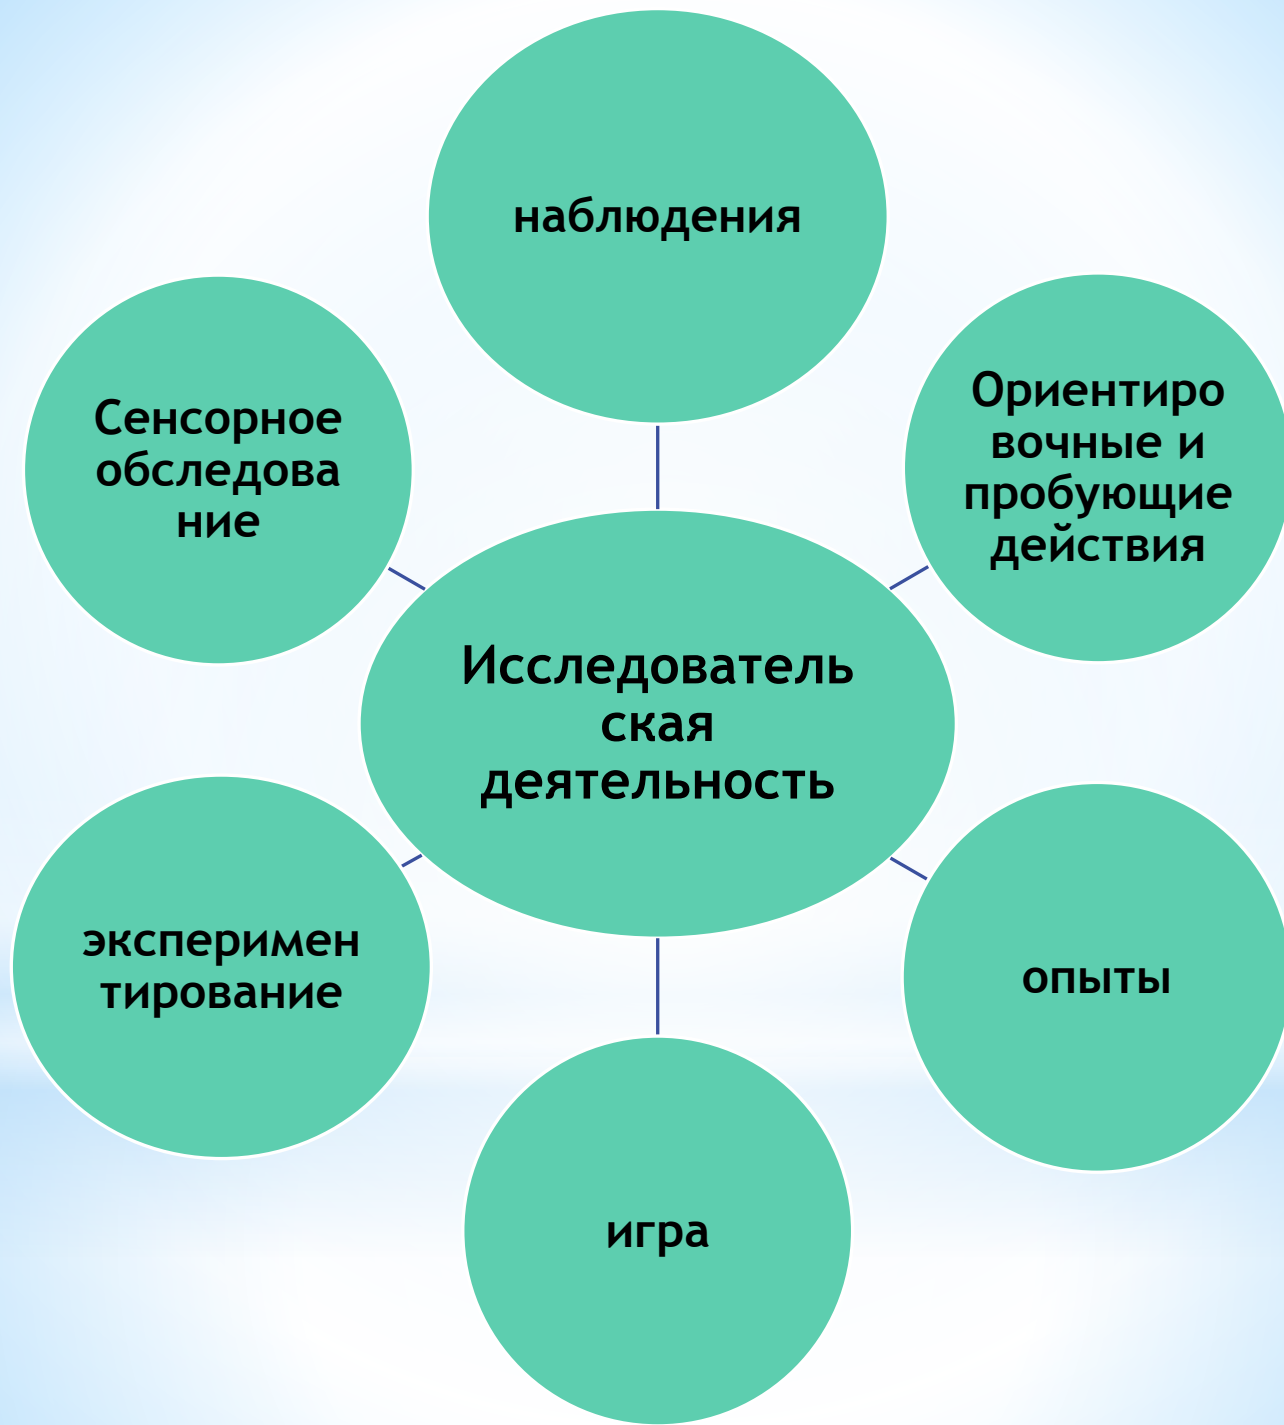 наблюдения
Сенсорное
обследова
ние
Ориентиро
вочные и
пробующие
действия
Исследователь
ская
деятельность
эксперимен
тирование
опыты
игра